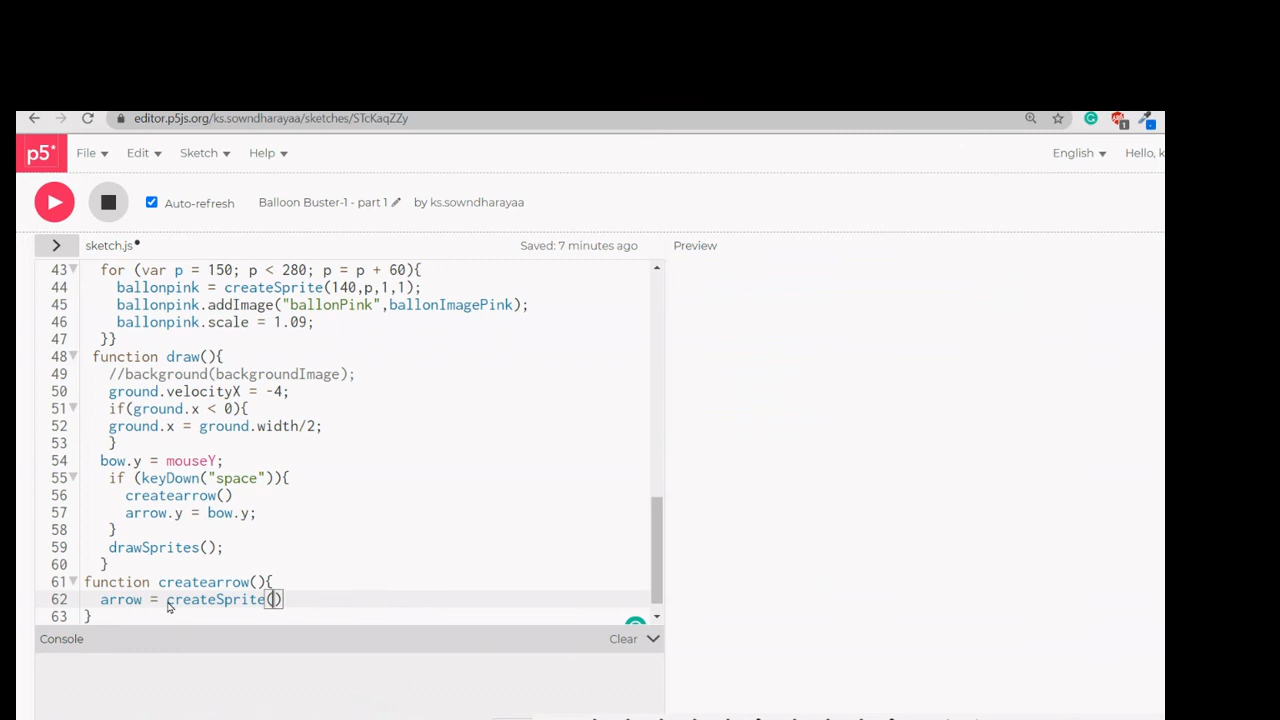 editor.p5js.org/ks.sowndharayaa/sketches/STcKaqZZy
p5* File Edit Sketch Help English Hello, k
Auto-refresh Balloon Buster-1 - part 1 by ks.sowndharayaa
sketch.js Saved: 7 minutes ago Preview
43 for (var p = 150; p < 280; p = p + 60){
44 ballonpink = createSprite(140,p,1,1);
45 ballonpink.addImage("ballonPink",ballonImagePink);
46 ballonpink.scale = 1.09;
47 }}
48 function draw(){
49 //background(backgroundImage);
50 ground.velocityX = -4;
51 if(ground.x < 0){
52 ground.x = ground.width/2;
53 }
54 bow.y = mouseY;
55 if (keyDown("space")){
56 createarrow()
57 arrow.y = bow.y;
58 }
59 drawSprites();
60 }
61 function createarrow(){
62 arrow = createSprite()
63 }
Console Clear